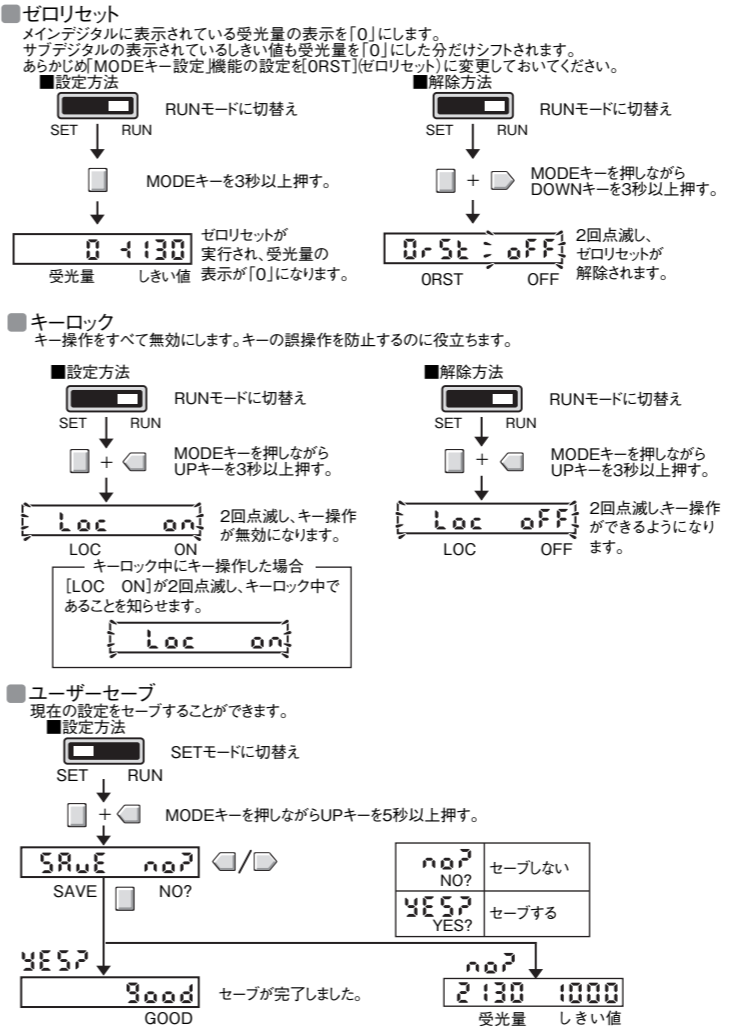 ゼロリセット
メインデジタルに表示されている受光量の表示を「0」にします。
サブデジタルの表示されているしきい値も受光量を「0」にした分だけシフトされます。
あらかじめ「MODEキー設定」機能の設定を[0RST](ゼロリセット)に変更しておいてください。
■設定方法
RUNモードに切替え
SET RUN
MODEキーを3秒以上押す。
0 -1130
受光量 しきい値
ゼロリセットが
実行され、受光量の
表示が「0」になります。
■解除方法
RUNモードに切替え
SET RUN
+
MODEキーを押しながら
DOWNキーを3秒以上押す。
0rSt oFF
0RST OFF
2回点滅し、
ゼロリセットが
解除されます。
キーロック
キー操作をすべて無効にします。キーの誤操作を防止するのに役立ちます。
■設定方法
RUNモードに切替え
SET RUN
+
MODEキーを押しながら
UPキーを3秒以上押す。
Loc on
LOC ON
2回点滅し、キー操作
が無効になります。
キーロック中にキー操作した場合
[LOC ON]が2回点滅し、キーロック中で
あることを知らせます。
Loc on
■解除方法
RUNモードに切替え
SET RUN
+
MODEキーを押しながら
UPキーを3秒以上押す。
Loc oFF
LOC OFF
2回点滅し、キー操作
ができるようになり
ます。
ユーザーセーブ
現在の設定をセーブすることができます。
■設定方法
SETモードに切替え
SET RUN
+
MODEキーを押しながらUPキーを5秒以上押す。
SAvE no?
/
SAVE NO?
no?
NO?
セーブしない
YES?
YES?
セーブする
YES?
good
GOOD
セーブが完了しました。
no?
2130 1000
受光量 しきい値